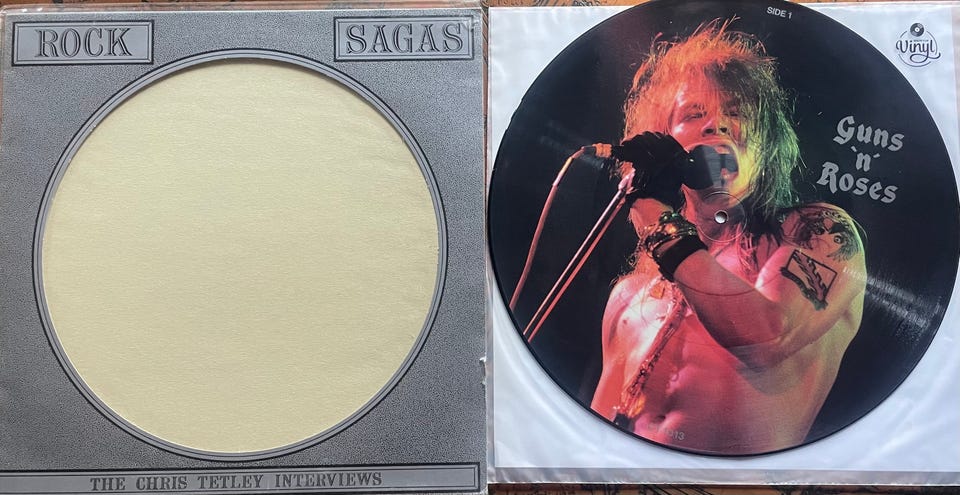 ROCK
SAGAS
THE CHRIS TETLEY INTERVIEWS
SIDE 1
Vinyl
Guns
'n'
Roses